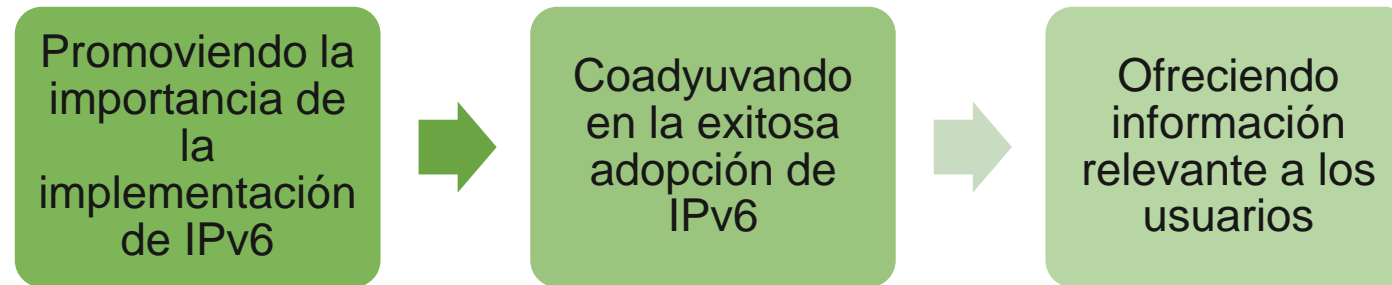 Promoviendo la
importancia de
la
implementación
de IPv6
Coadyuvando
en la exitosa
adopción de
IPv6
Ofreciendo
información
relevante a los
usuarios